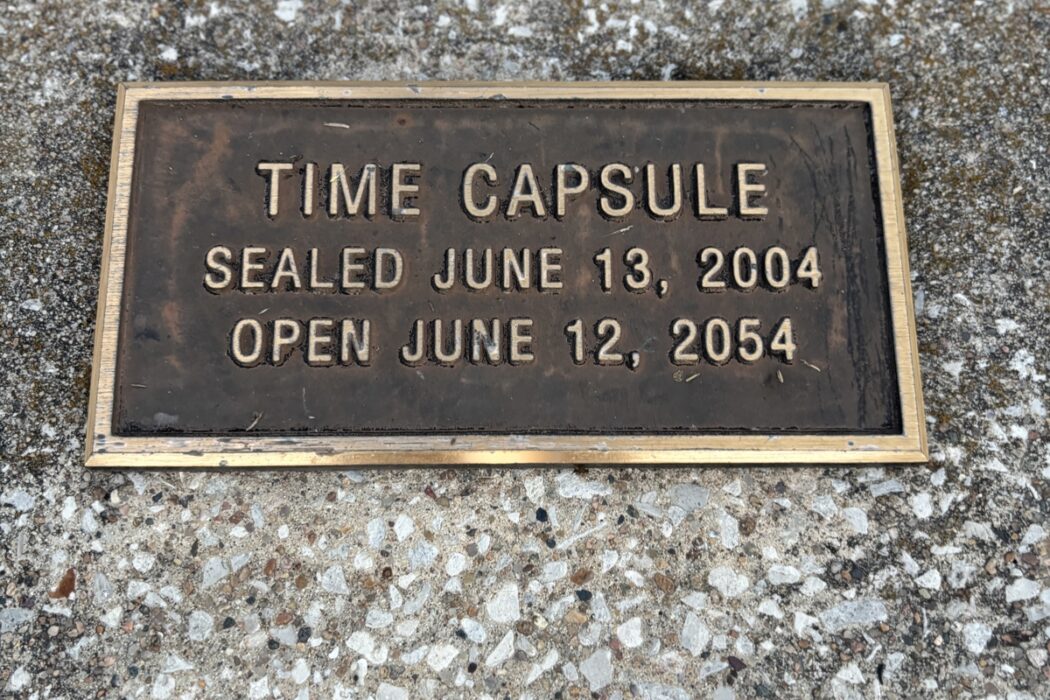 TIME CAPSULE
SEALED JUNE 13, 2004
OPEN JUNE 12, 2054